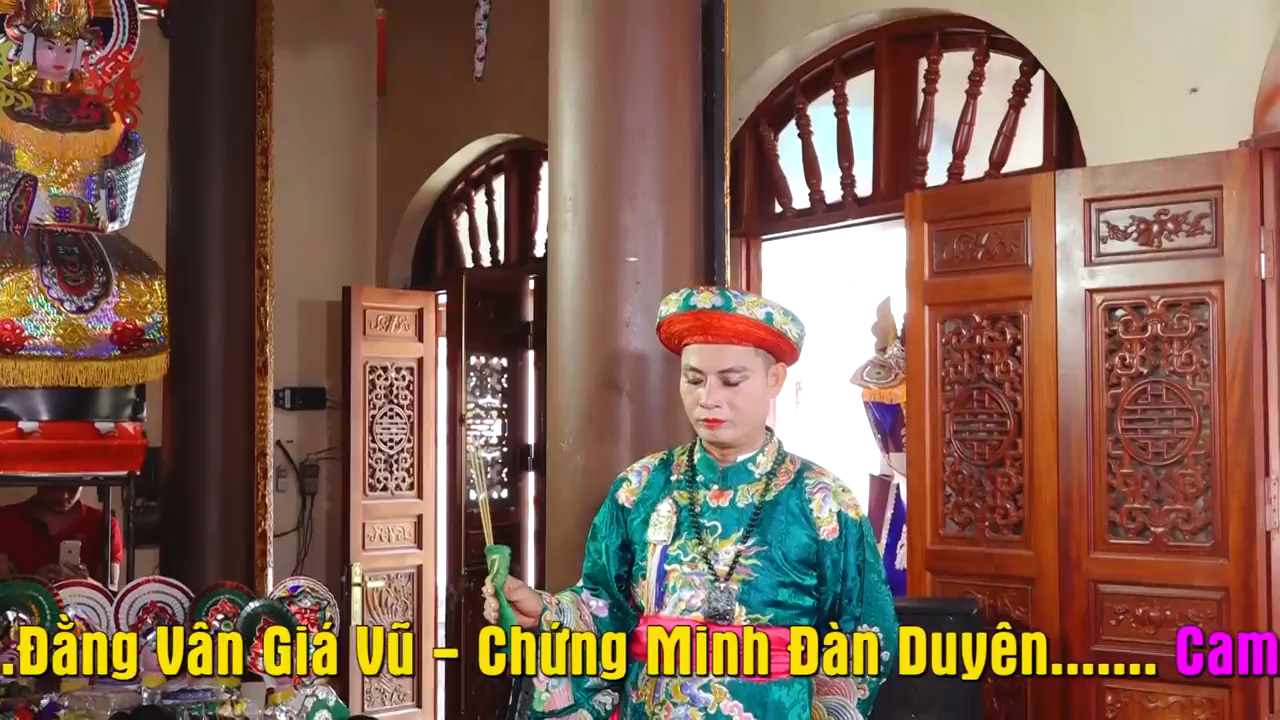 .Đằng Vân Giá Vũ - Chứng Minh Đàn Duyên....... Cam